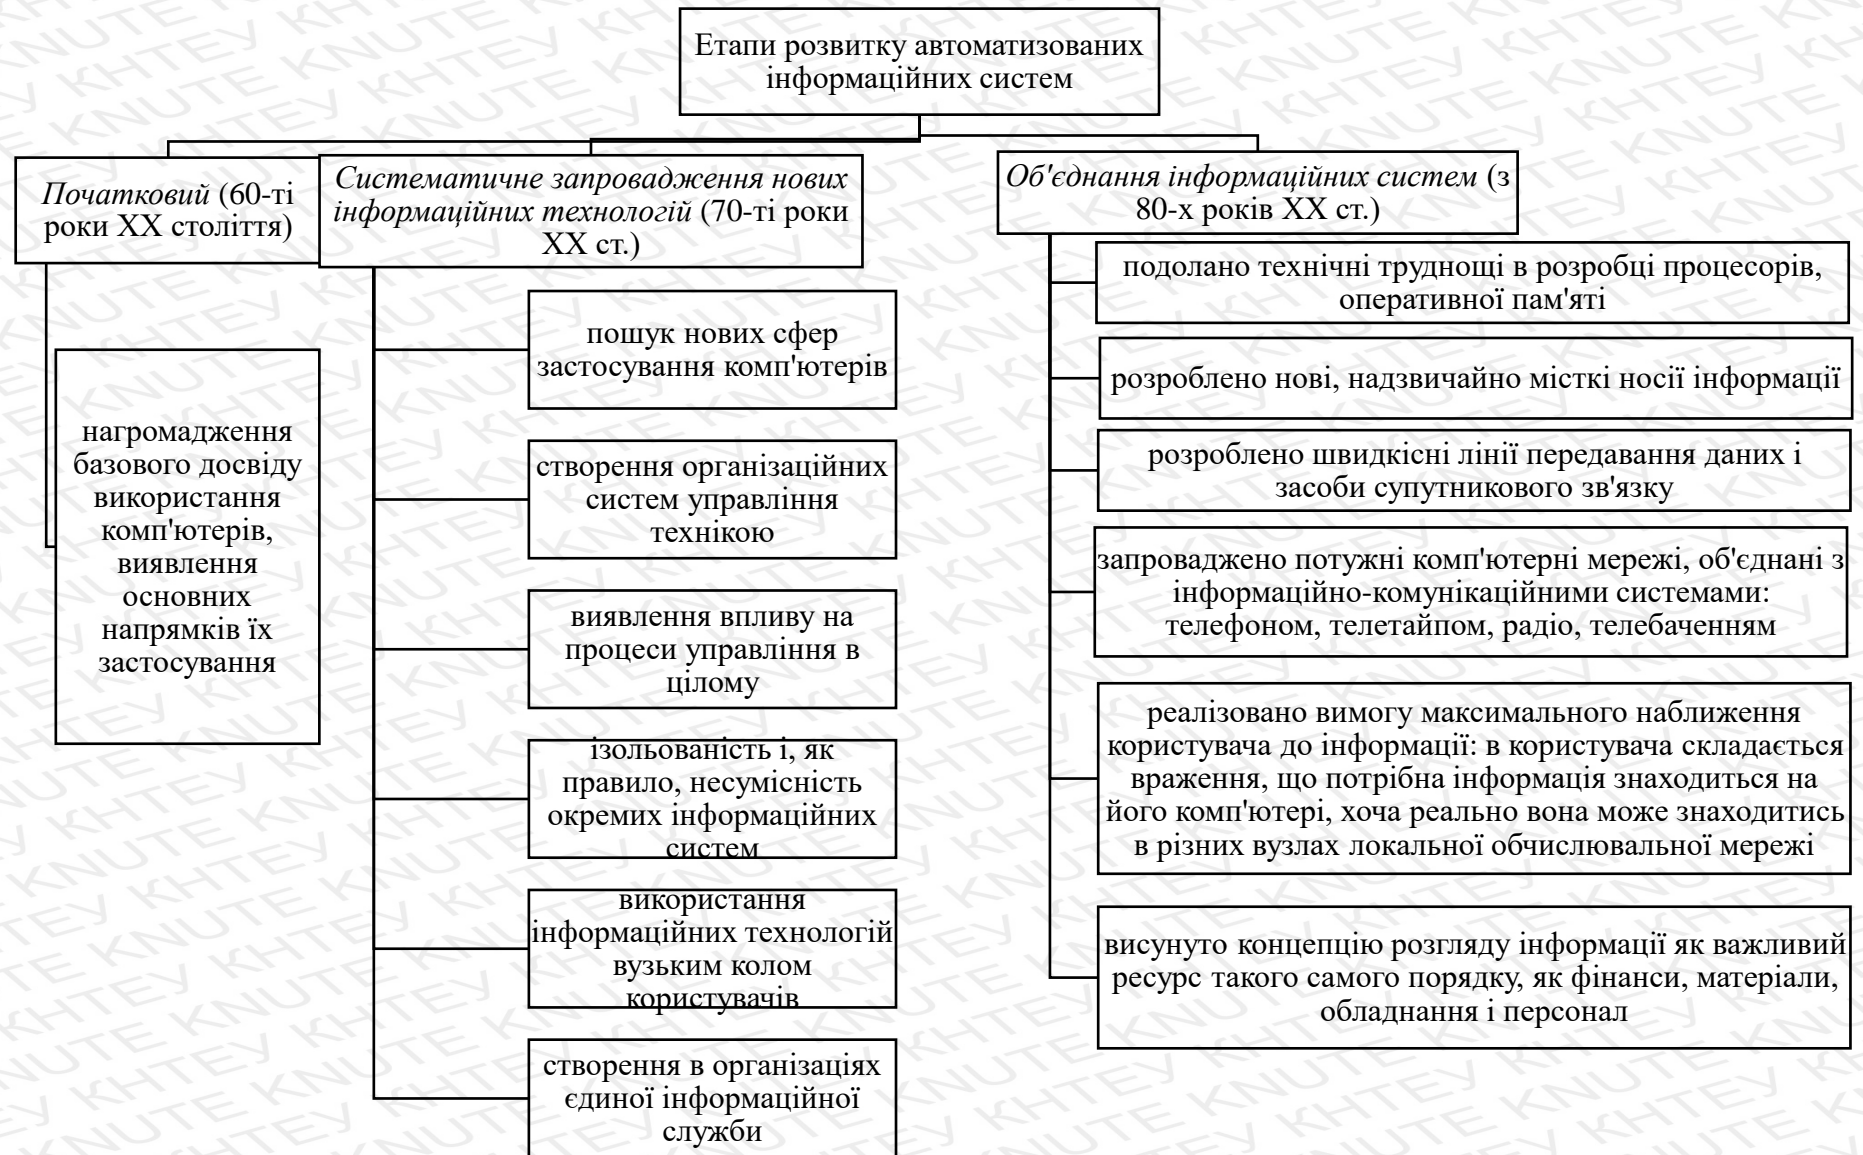 Етапи розвитку автоматизованих
інформаційних систем
Початковий (60-ті
роки ХХ століття)
нагромадження
базового досвіду
використання
комп'ютерів,
виявлення
основних
напрямків їх
застосування
Систематичне запровадження нових
інформаційних технологій (70-ті роки
ХХ ст.)
пошук нових сфер
застосування комп'ютерів
створення організаційних
систем управління
технікою
виявлення впливу на
процеси управління в
цілому
ізольованість і, як
правило, несумісність
окремих інформаційних
систем
використання
інформаційних технологій
вузьким колом
користувачів
створення в організаціях
єдиної інформаційної
служби
Об'єднання інформаційних систем (з
80-х років ХХ ст.)
подолано технічні труднощі в розробці процесорів,
оперативної пам'яті
розроблено нові, надзвичайно місткі носії інформації
розроблено швидкісні лінії передавання даних і
засоби супутникового зв'язку
запроваджено потужні комп'ютерні мережі, об'єднані з
інформаційно-комунікаційними системами:
телефоном, телетайпом, радіо, телебаченням
реалізовано вимогу максимального наближення
користувача до інформації: в користувача складається
враження, що потрібна інформація знаходиться на
його комп'ютері, хоча реально вона може знаходитись
в різних вузлах локальної обчислювальної мережі
висунуто концепцію розгляду інформації як важливий
ресурс такого самого порядку, як фінанси, матеріали,
обладнання і персонал